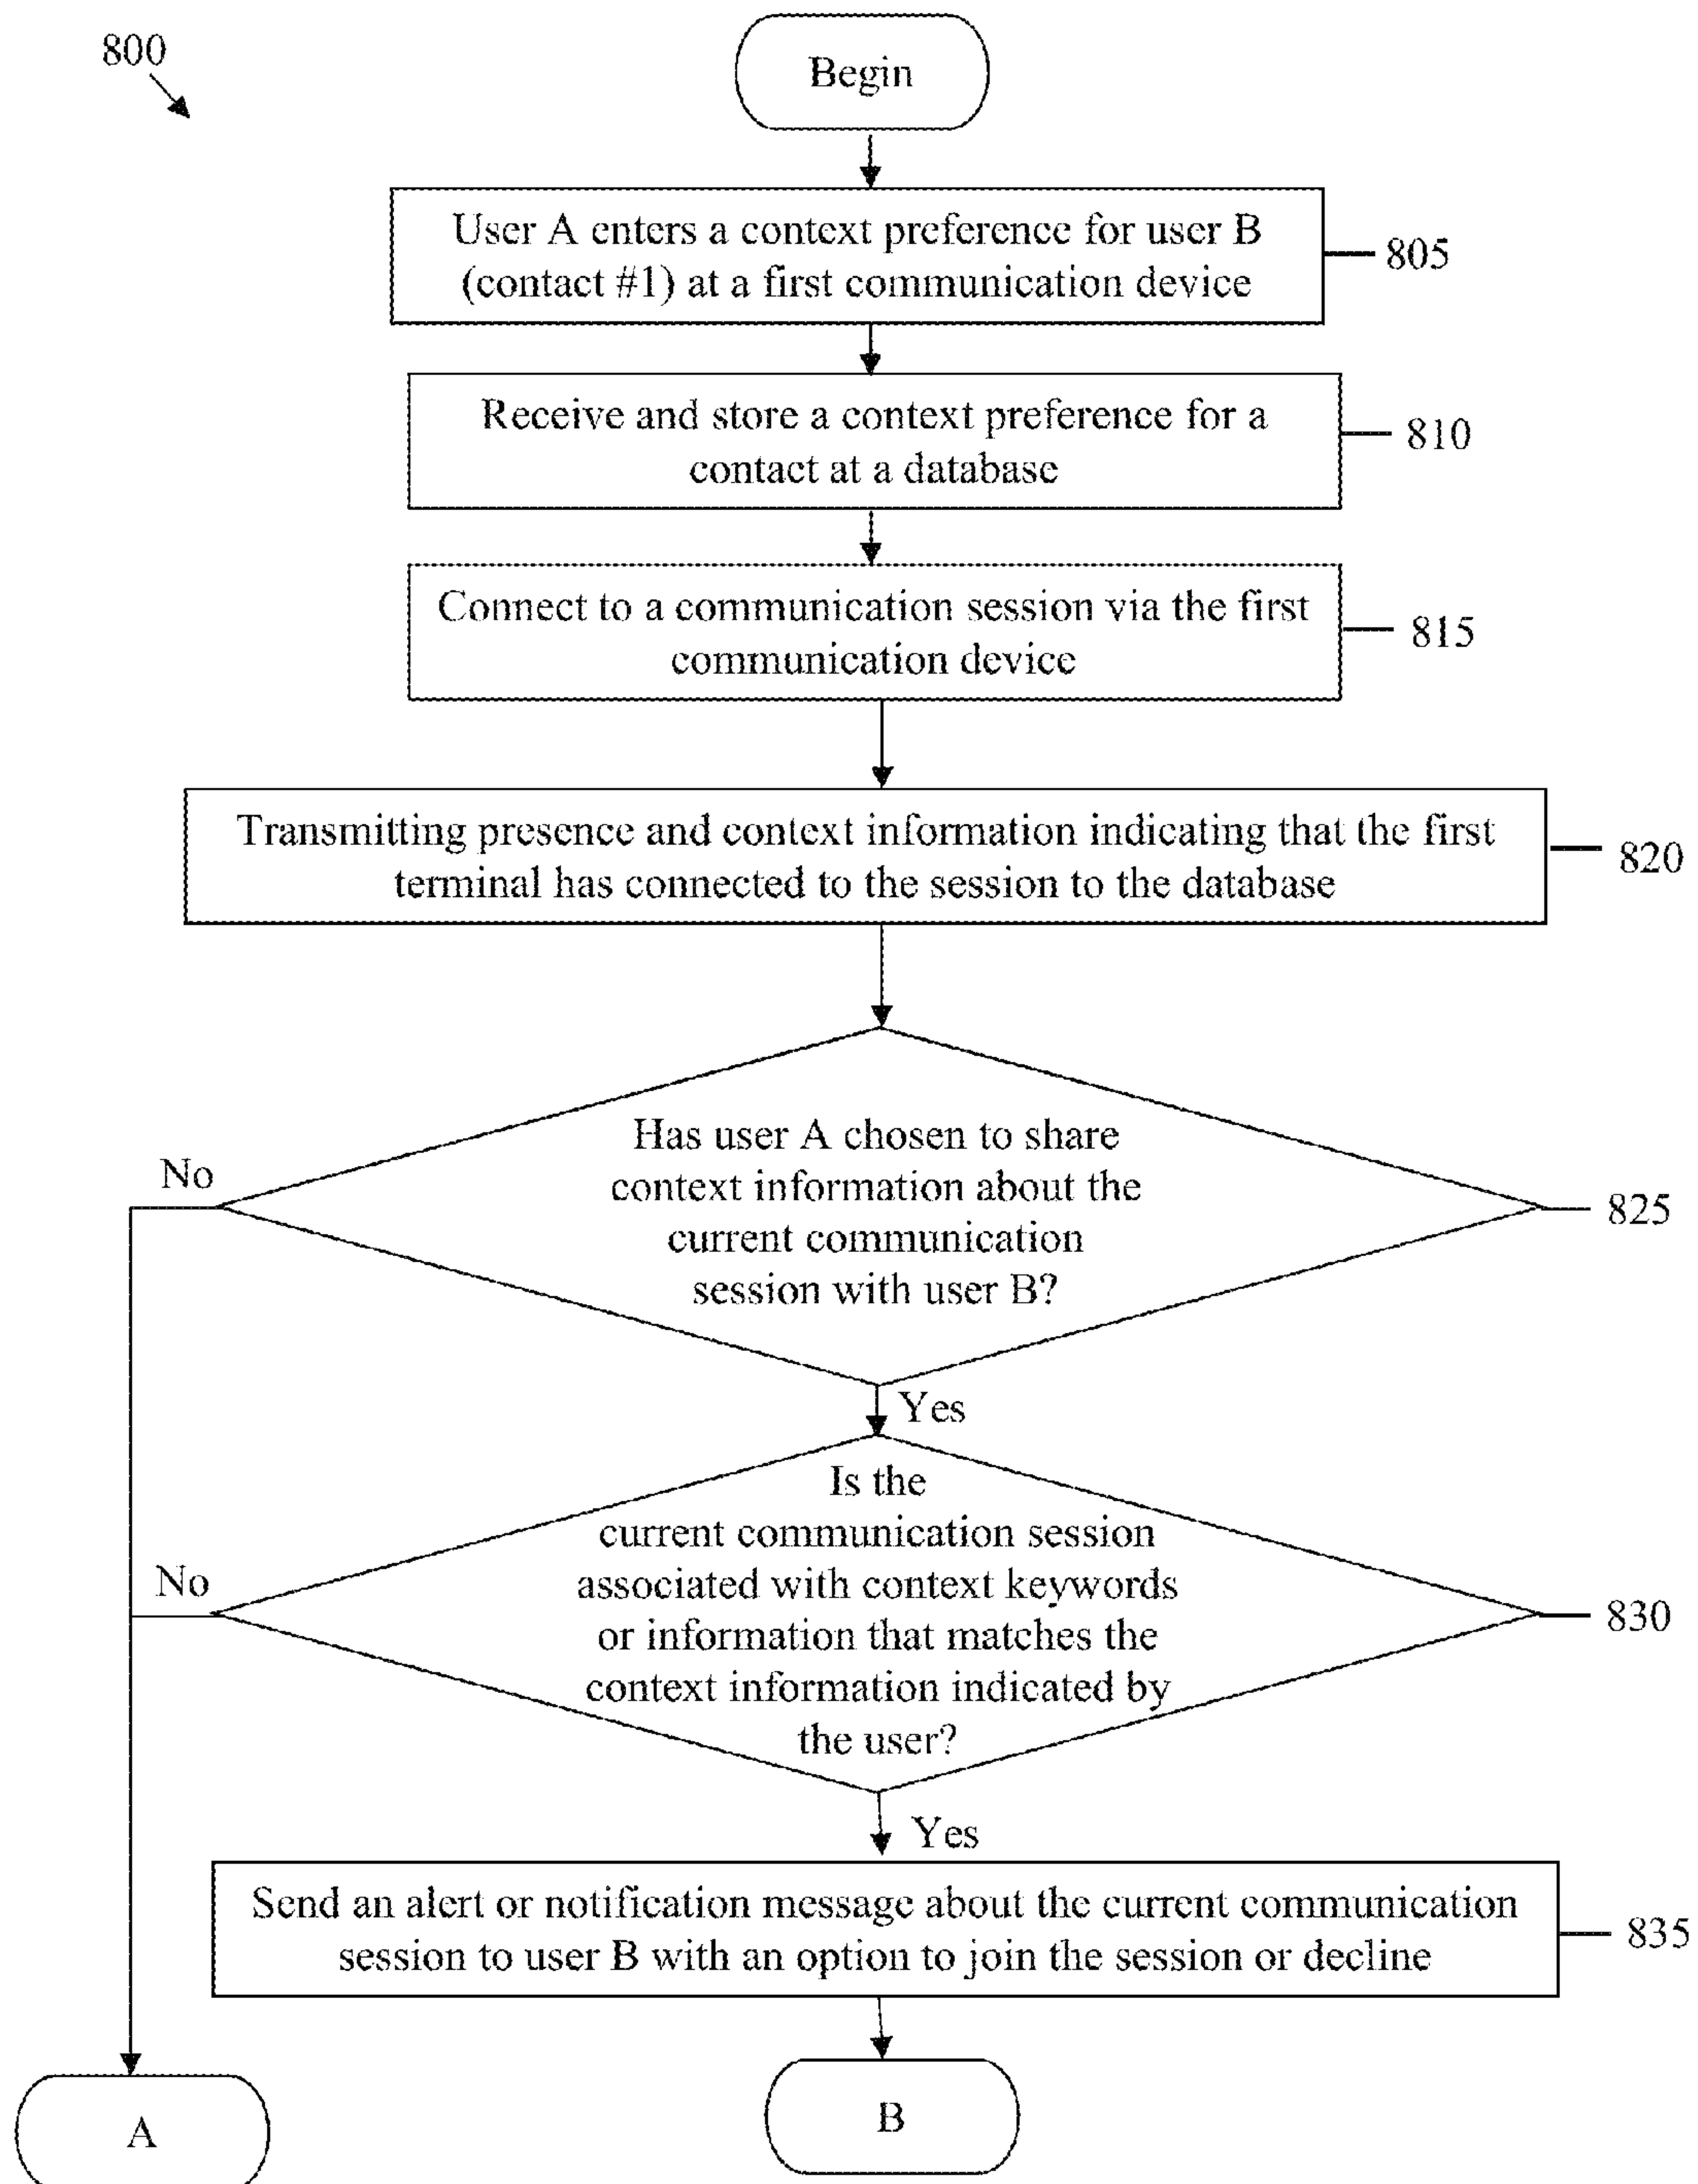 800
Begin
User A enters a context preference for user B
(contact #1) at a first communication device
805
Receive and store a context preference for a
contact at a database
810
Connect to a communication session via the first
communication device
815
Transmitting presence and context information indicating that the first
terminal has connected to the session to the database
820
Has user A chosen to share
context information about the
current communication
session with user B?
No
825
Yes
Is the
current communication session
associated with context keywords
or information that matches the
context information indicated by
the user?
No
830
Yes
Send an alert or notification message about the current communication
session to user B with an option to join the session or decline
835
A
B